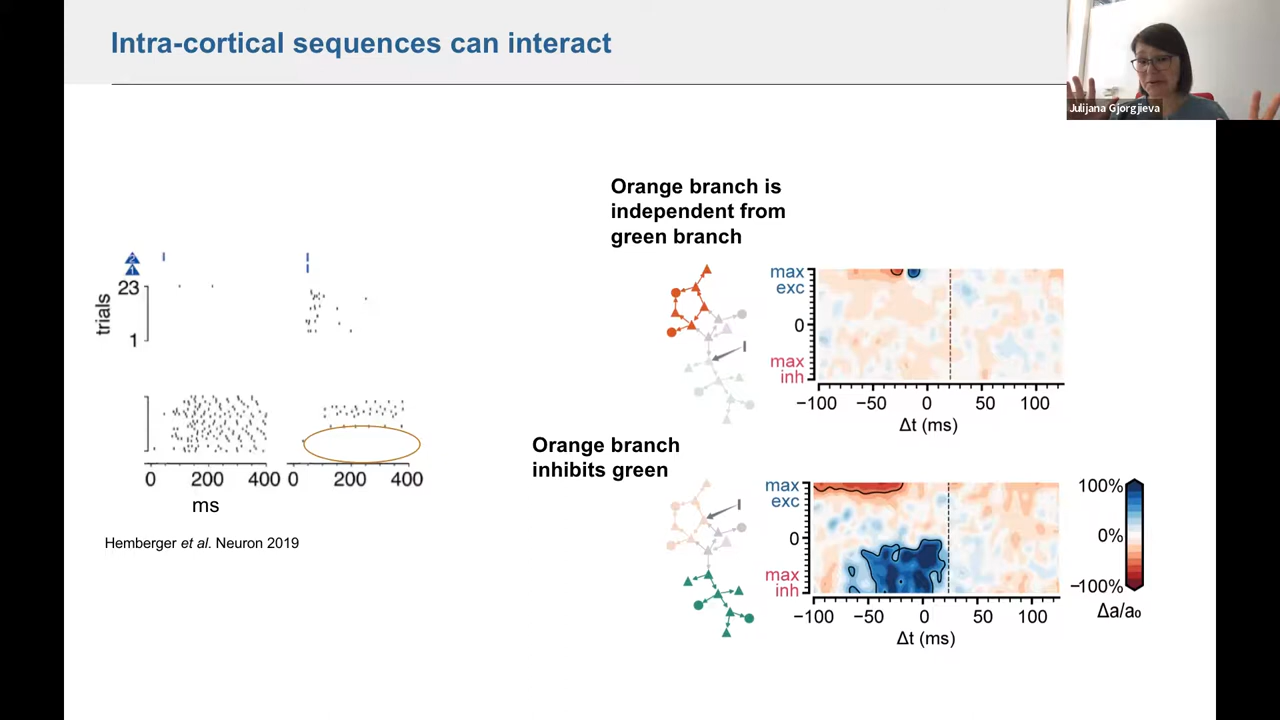 Intra-cortical sequences can interact
Julijana Gjorgjieva
Orange branch is
independent from
green branch
2
1
trials
23
1
0 200 400 0 200 400
ms
Hemberger et al. Neuron 2019
I
max
exc
0
max
inh
−100 −50 0 50 100
Δt (ms)
Orange branch
inhibits green
I
max
exc
0
max
inh
−100 −50 0 50 100
Δt (ms)
100%
0%
−100%
Δa/a₀